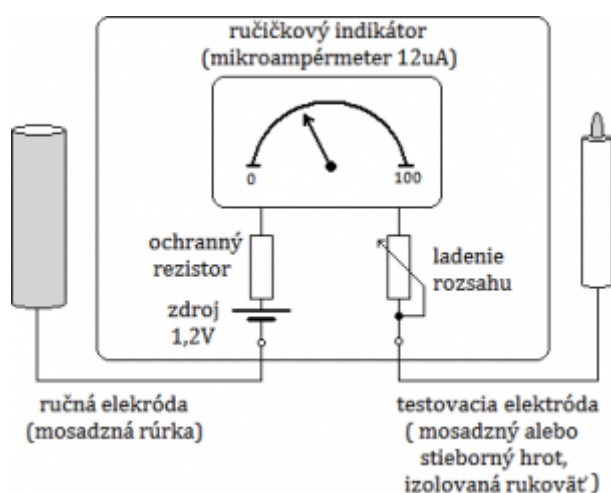 ručičkový indikátor
(mikroampérmeter 12uA)
0
100
ochranný
rezistor
ladenie
rozsahu
zdroj
1,2V
ručná elekróda
(mosadzná rúrka)
testovacia elektróda
( mosadzný alebo
stieborný hrot,
izolovaná rukoväť )